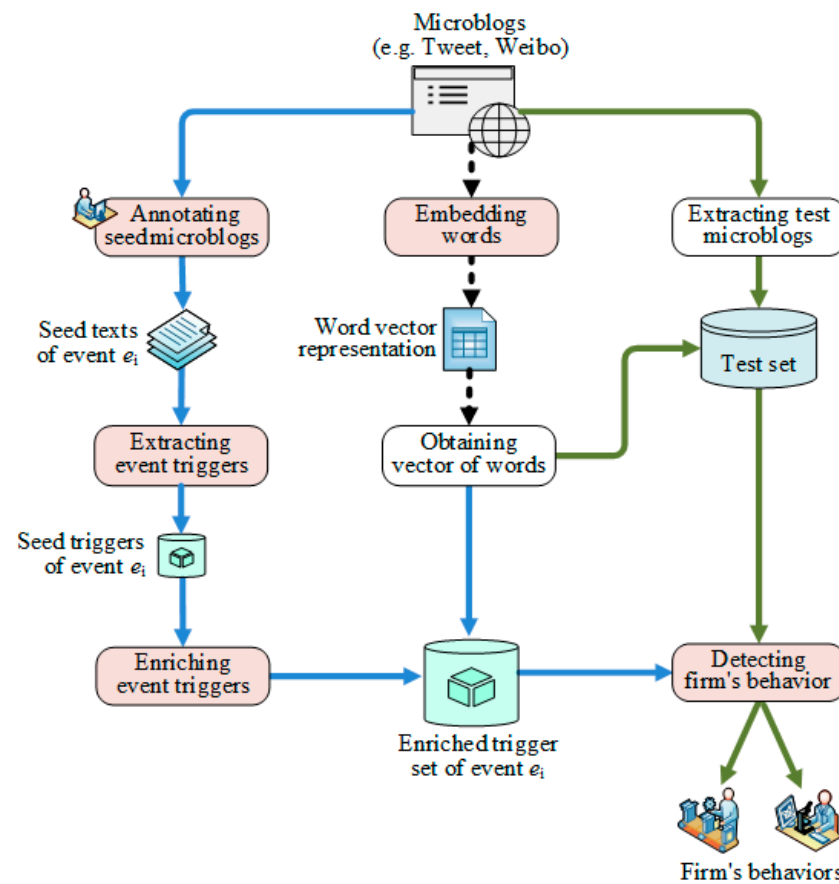 Microblogs
(e.g. Tweet, Weibo)
Annotating
seedmicroblogs
Embedding
words
Extracting test
microblogs
Seed texts
of event ei
Word vector
representation
Test set
Extracting
event triggers
Obtaining
vector of words
Seed triggers
of event ei
Enriching
event triggers
Enriched trigger
set of event ei
Detecting
firm's behavior
Firm's behaviors